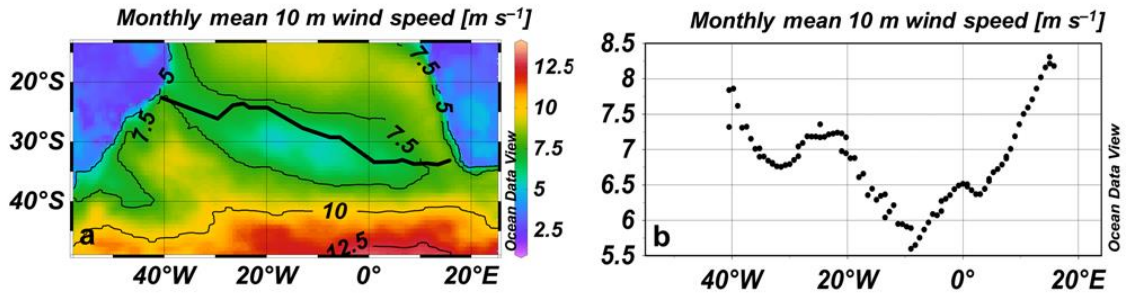 Monthly mean 10 m wind speed [m s⁻¹]
20°S
30°S
40°S
5
7.5
7.5
7.5
5
10
12.5
a
40°W
20°W
0°
20°E
12.5
10
7.5
5
2.5
Ocean Data View
Monthly mean 10 m wind speed [m s⁻¹]
8.5
8
7.5
7
6.5
6
5.5
b
40°W
20°W
0°
20°E
Ocean Data View